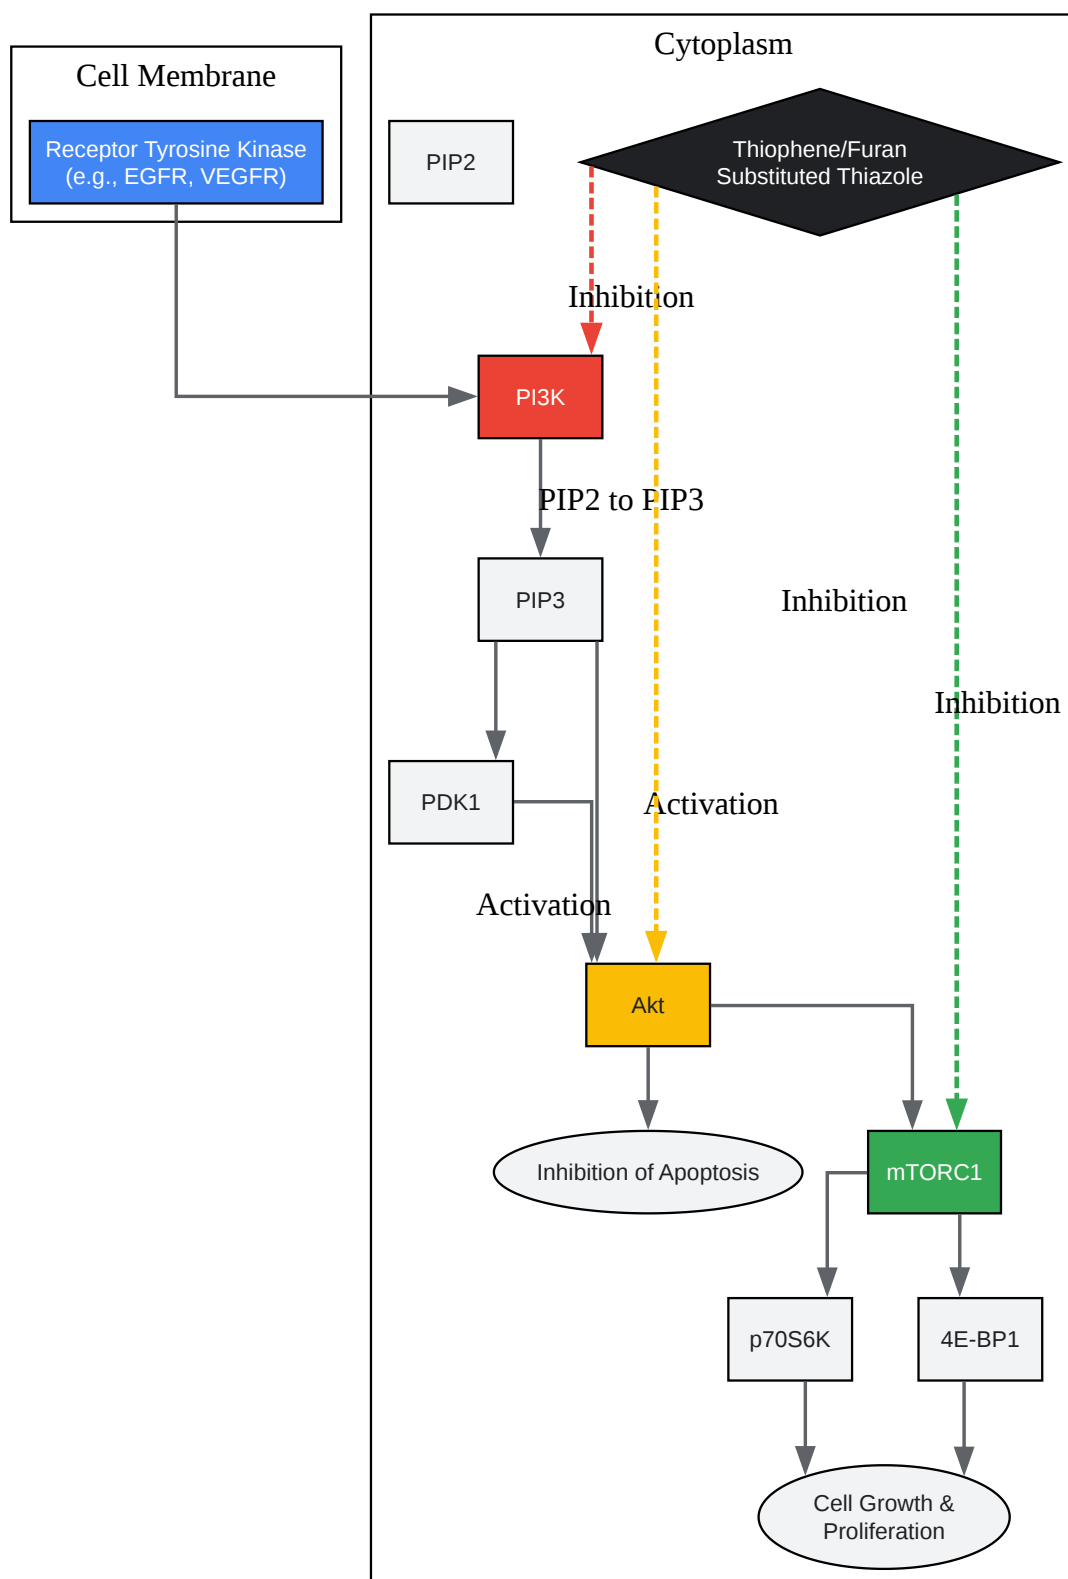 Cytoplasm
Cell Membrane
Receptor Tyrosine Kinase
(e.g., EGFR, VEGFR)
PIP2
Thiophene/Furan
Substituted Thiazole
Inhibition
PI3K
PIP2 to PIP3
PIP3
Inhibition
Inhibition
PDK1
Activation
Activation
Akt
Inhibition of Apoptosis
mTORC1
p70S6K
4E-BP1
Cell Growth &
Proliferation